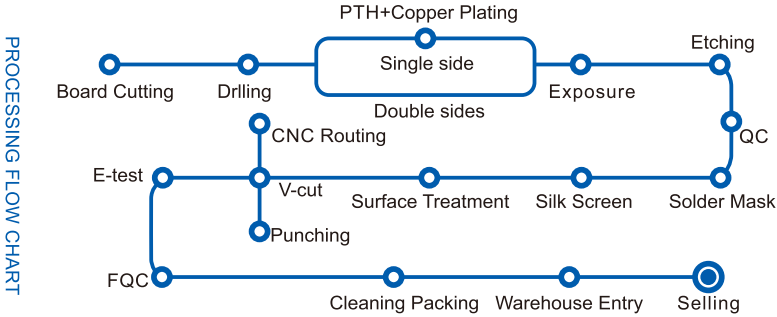 PROCESSING FLOW CHART
PTH+Copper Plating
Single side
Double sides
Board Cutting
Drlling
Exposure
Etching
QC
CNC Routing
E-test
V-cut
Surface Treatment
Silk Screen
Solder Mask
Punching
FQC
Cleaning Packing
Warehouse Entry
Selling